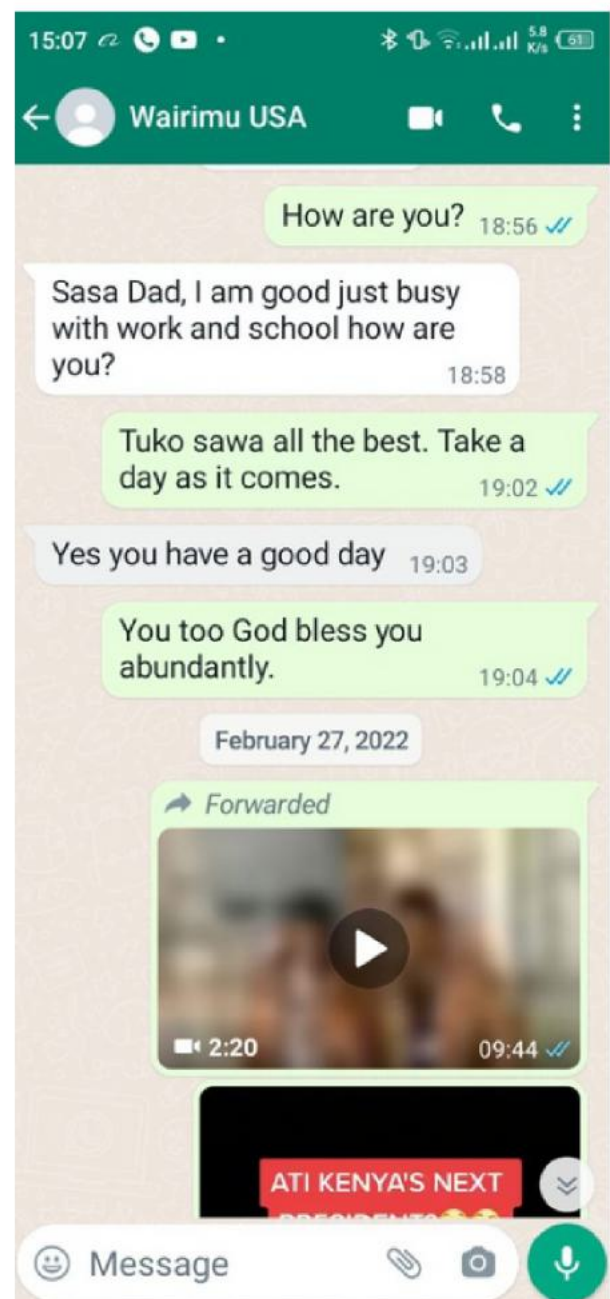 15:07
5.8
K/s
61
Wairimu USA
How are you? 18:56
Sasa Dad, I am good just busy
with work and school how are
you? 18:58
Tuko sawa all the best. Take a
day as it comes. 19:02
Yes you have a good day 19:03
You too God bless you
abundantly. 19:04
February 27, 2022
Forwarded
2:20 09:44
ATI KENYA'S NEXT
Message